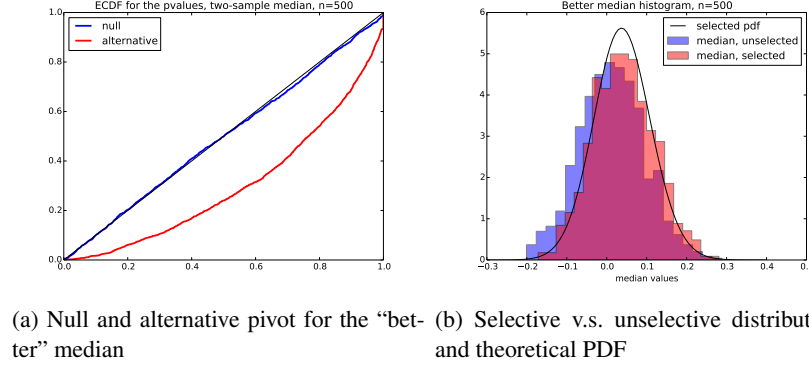 ECDF for the pvalues, two-sample median, n=500
1.0
0.8
0.6
0.4
0.2
0.0
0.0 0.2 0.4 0.6 0.8 1.0
null
alternative
Better median histogram, n=500
6
5
4
3
2
1
0
−0.3 −0.2 −0.1 0.0 0.1 0.2 0.3 0.4 0.
median values
selected pdf
median, unselected
median, selected
(a) Null and alternative pivot for the “bet-
ter” median
(b) Selective v.s. unselective distribut
and theoretical PDF